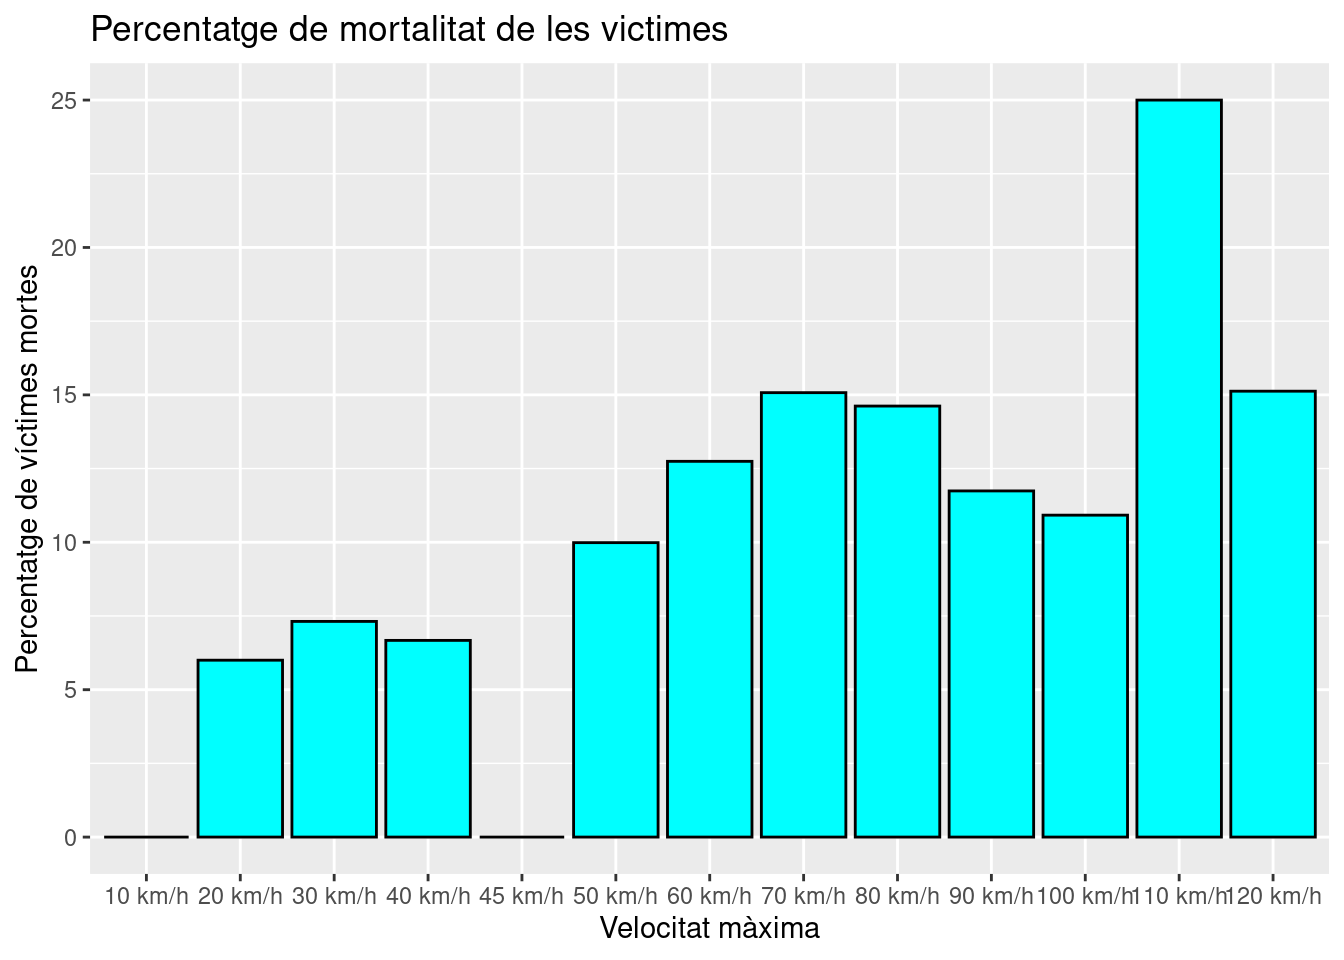 Percentatge de mortalitat de les victimes
Percentatge de víctimes mortes
25
20
15
10
5
0
10 km/h 20 km/h 30 km/h 40 km/h 45 km/h 50 km/h 60 km/h 70 km/h 80 km/h 90 km/h 100 km/h 110 km/h 120 km/h
Velocitat màxima